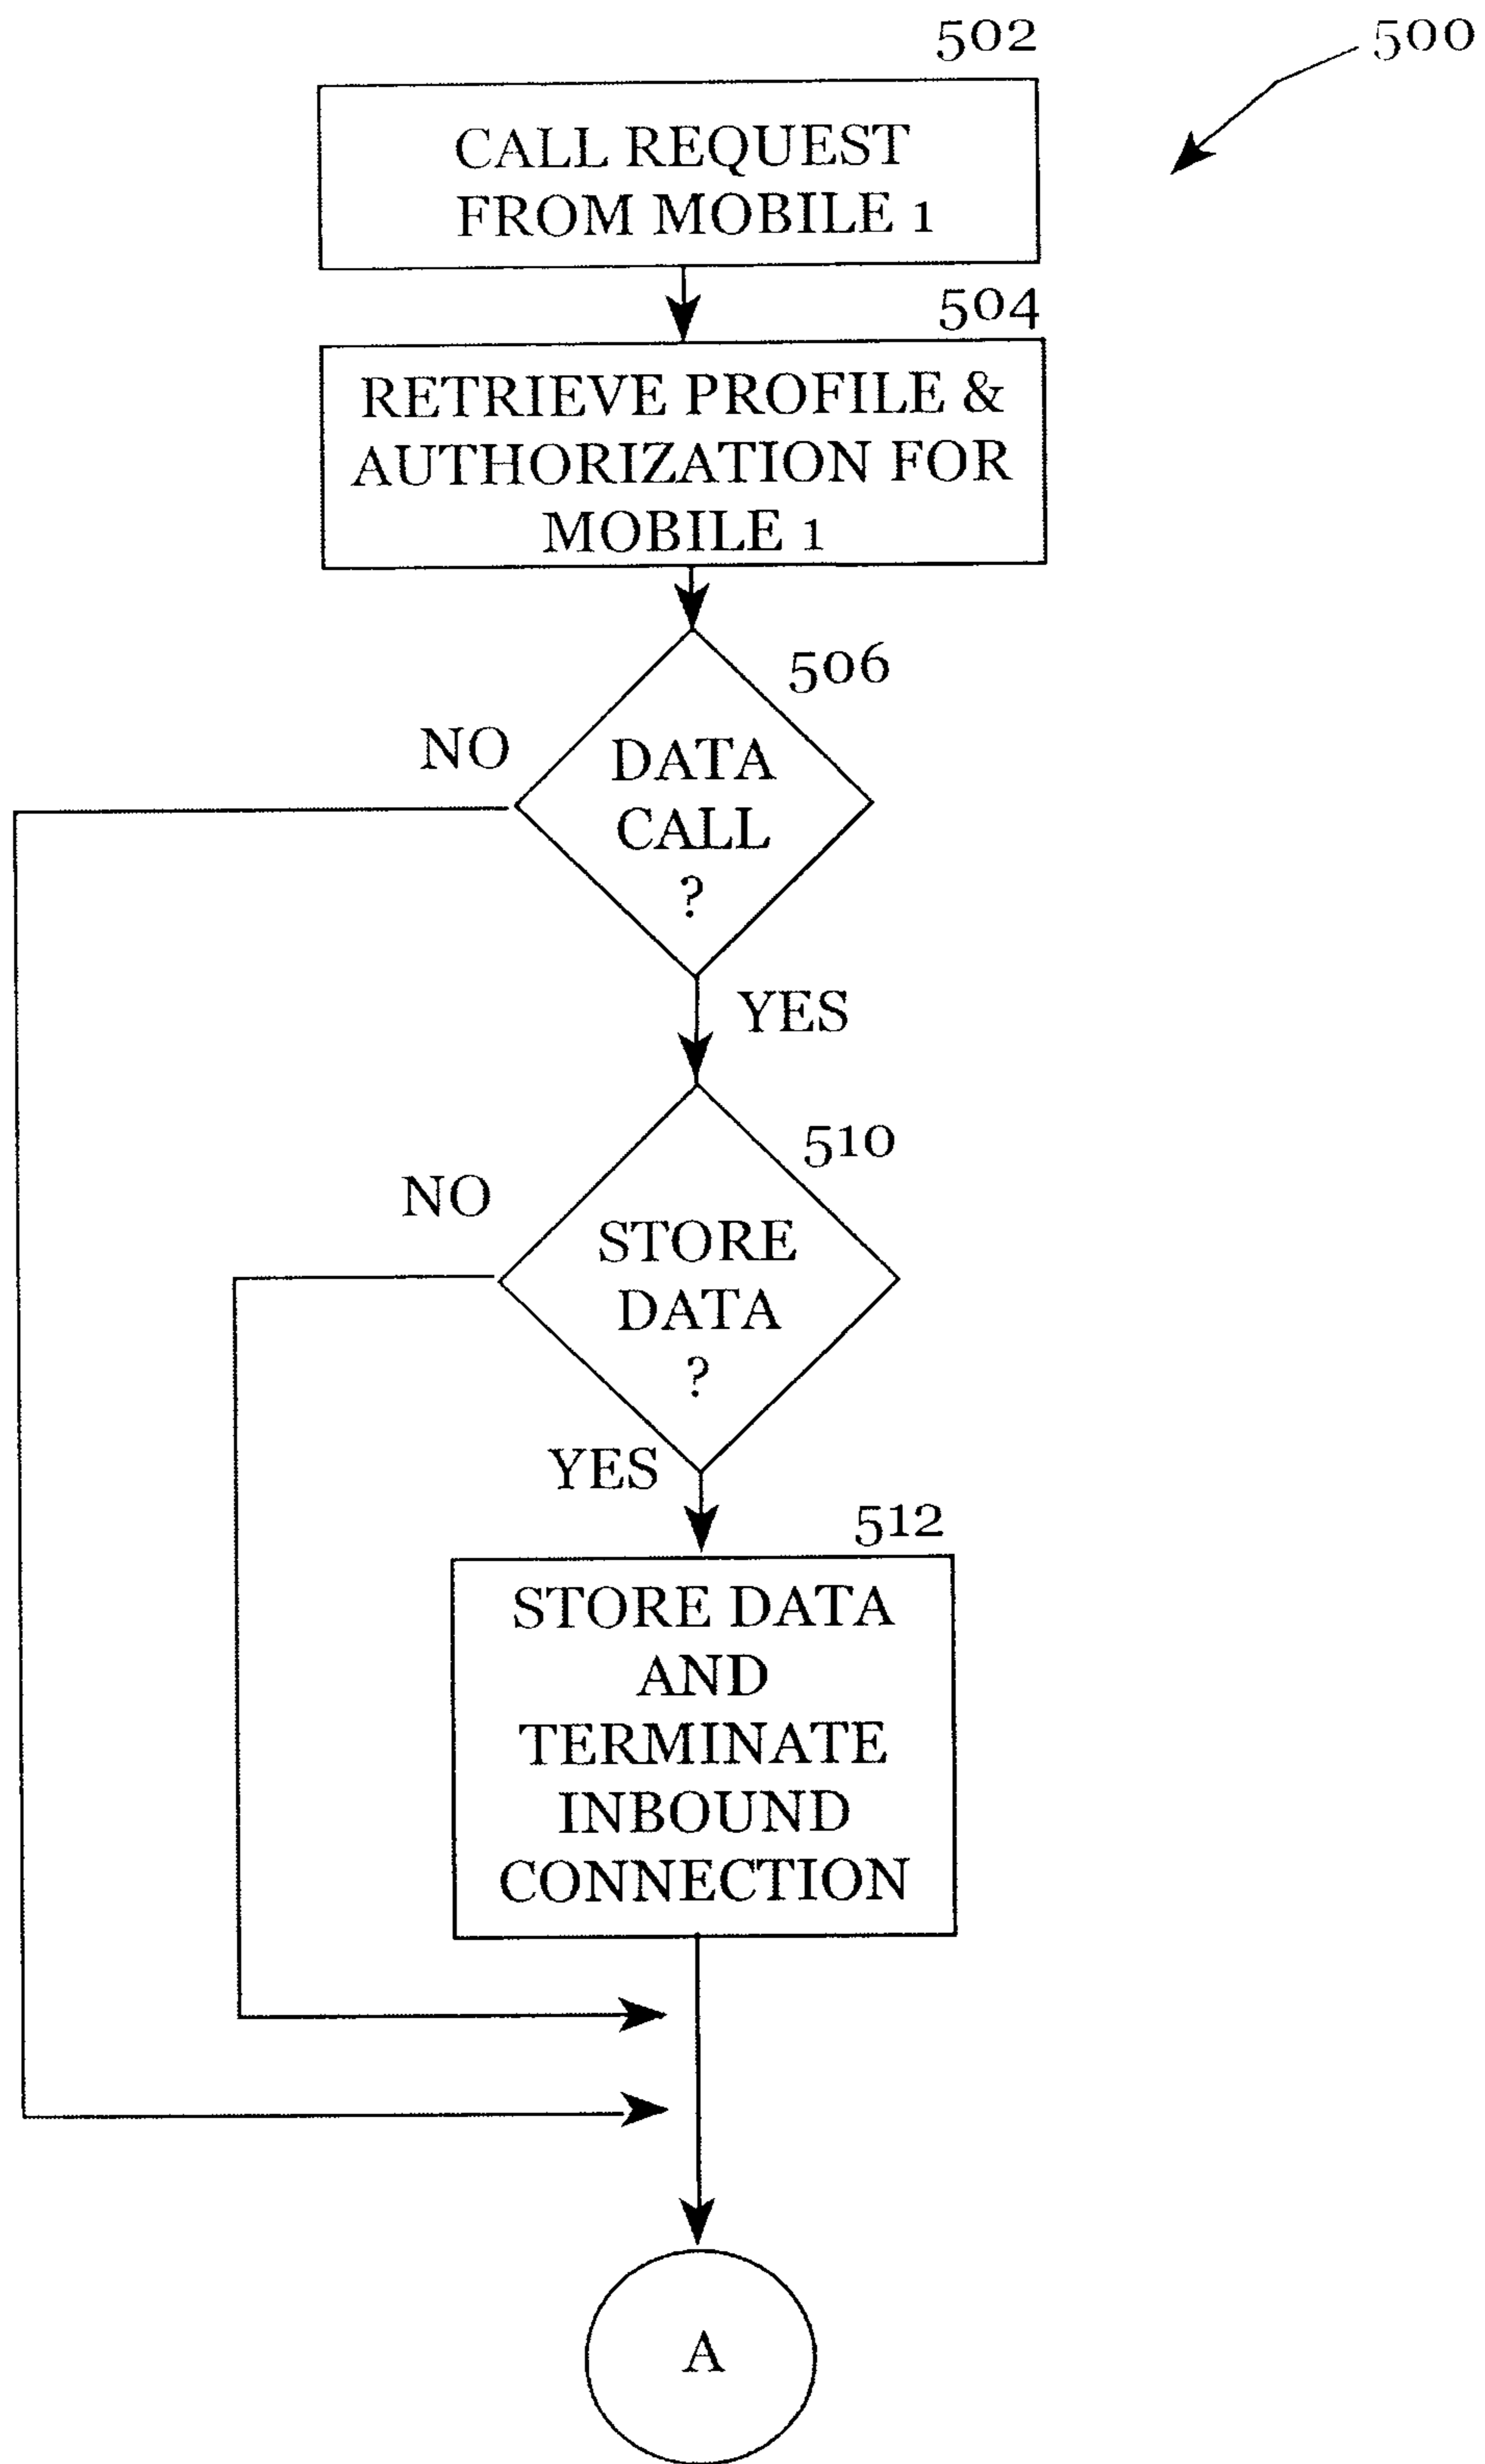 502
500
CALL REQUEST
FROM MOBILE 1
504
RETRIEVE PROFILE &
AUTHORIZATION FOR
MOBILE 1
506
NO
DATA
CALL
?
YES
510
NO
STORE
DATA
?
YES
512
STORE DATA
AND
TERMINATE
INBOUND
CONNECTION
A